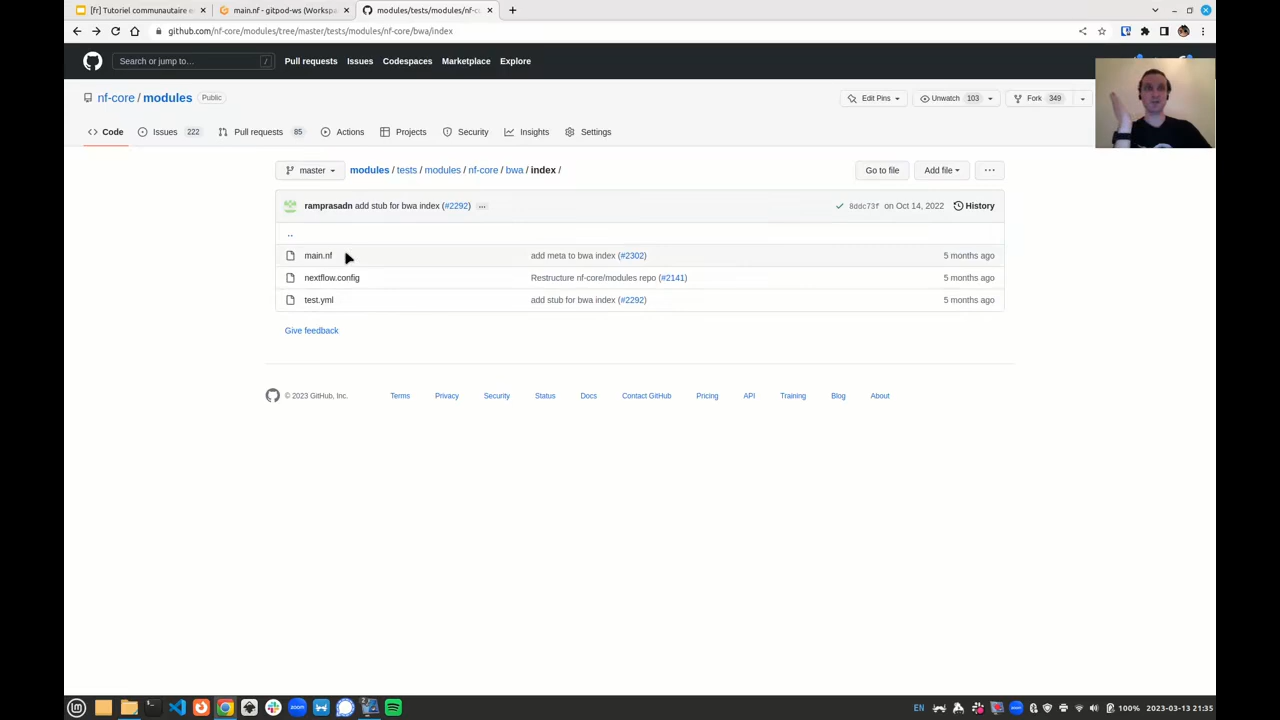 [fr] Tutoriel communautaire e
main.nf - gitpod-ws (Workspa
modules/tests/modules/nf-c
github.com/nf-core/modules/tree/master/tests/modules/nf-core/bwa/index
Search or jump to… /
Pull requests Issues Codespaces Marketplace Explore
nf-core / modules Public
Edit Pins Unwatch 103 Fork 349
Code Issues 222 Pull requests 85 Actions Projects Security Insights Settings
master modules / tests / modules / nf-core / bwa / index / Go to file Add file ···
ramprasadn add stub for bwa index (#2292) … 8ddc73f on Oct 14, 2022 History
..
main.nf add meta to bwa index (#2302) 5 months ago
nextflow.config Restructure nf-core/modules repo (#2141) 5 months ago
test.yml add stub for bwa index (#2292) 5 months ago
Give feedback
© 2023 GitHub, Inc. Terms Privacy Security Status Docs Contact GitHub Pricing API Training Blog About
zoom EN zoom 100% 2023-03-13 21:35